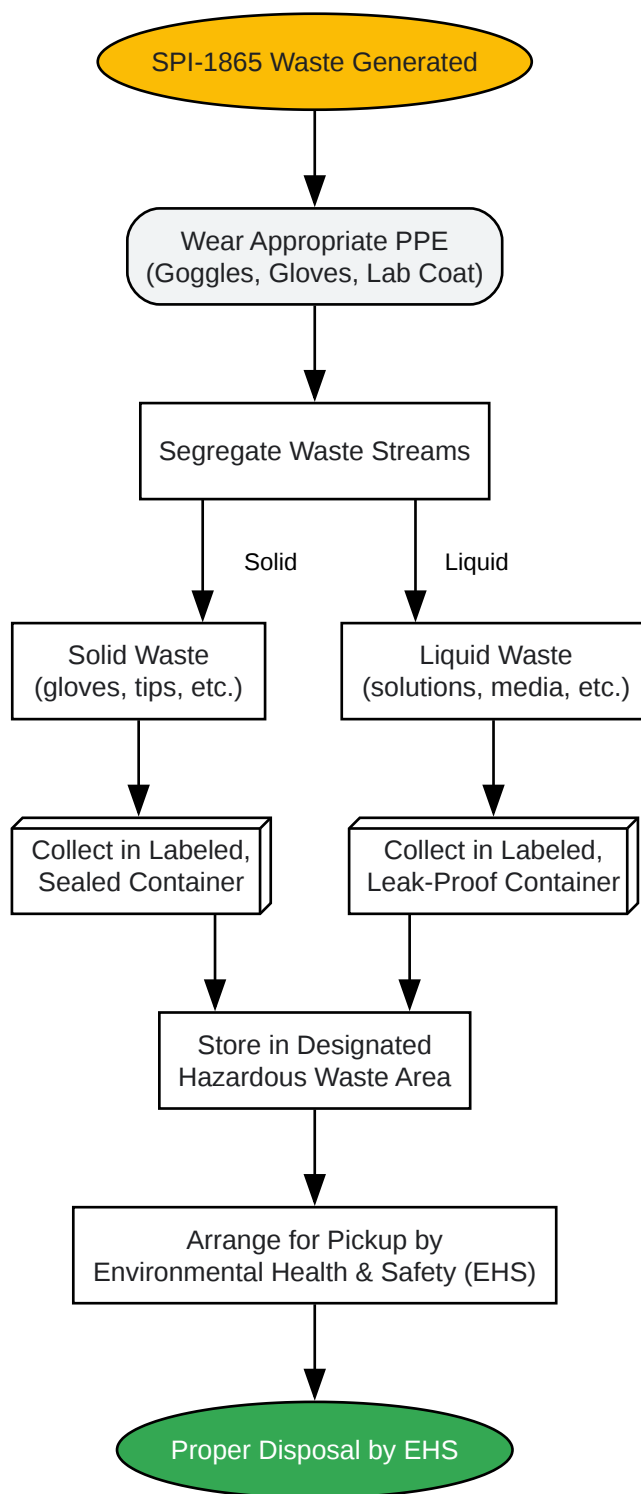 SPI-1865 Waste Generated
Wear Appropriate PPE
(Goggles, Gloves, Lab Coat)
Segregate Waste Streams
Solid
Liquid
Solid Waste
(gloves, tips, etc.)
Liquid Waste
(solutions, media, etc.)
Collect in Labeled,
Sealed Container
Collect in Labeled,
Leak-Proof Container
Store in Designated
Hazardous Waste Area
Arrange for Pickup by
Environmental Health & Safety (EHS)
Proper Disposal by EHS